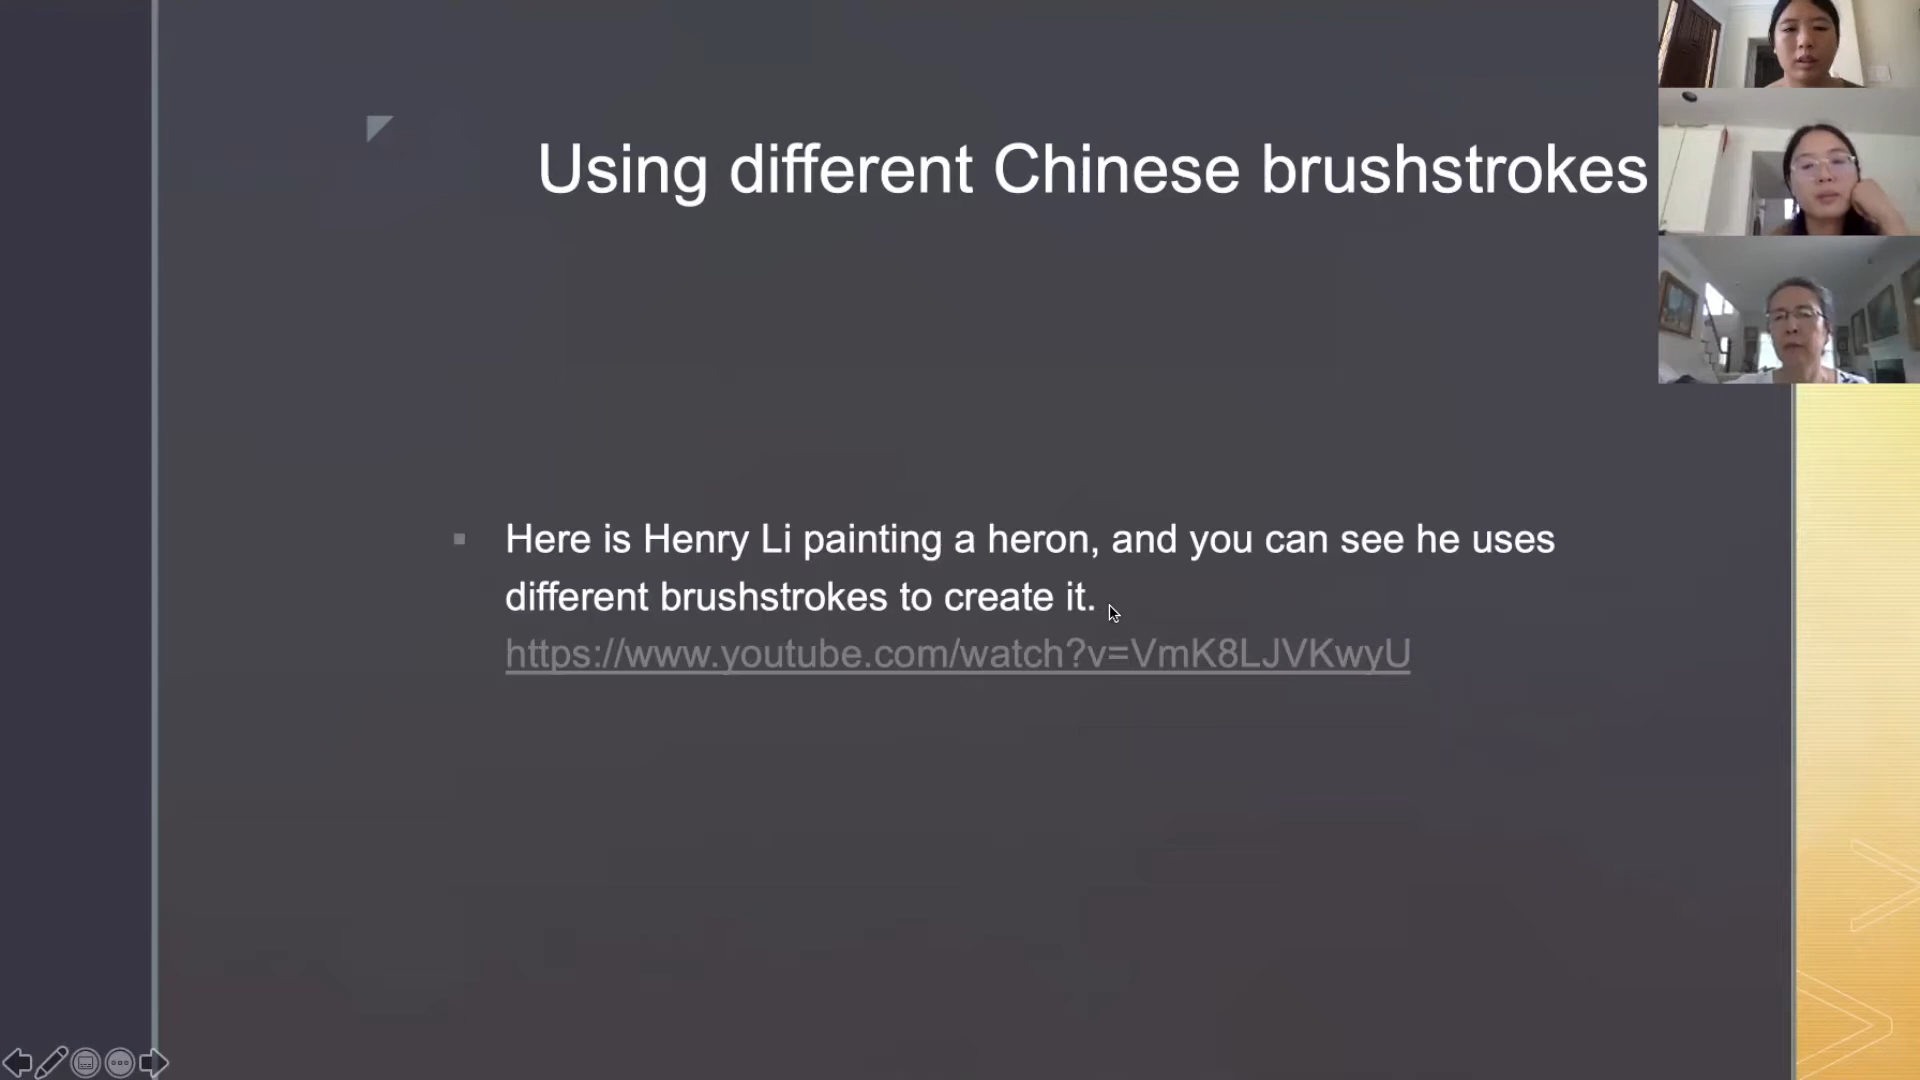 Using different Chinese brushstrokes
Here is Henry Li painting a heron, and you can see he uses
different brushstrokes to create it.
https://www.youtube.com/watch?v=VmK8LJVKwyU